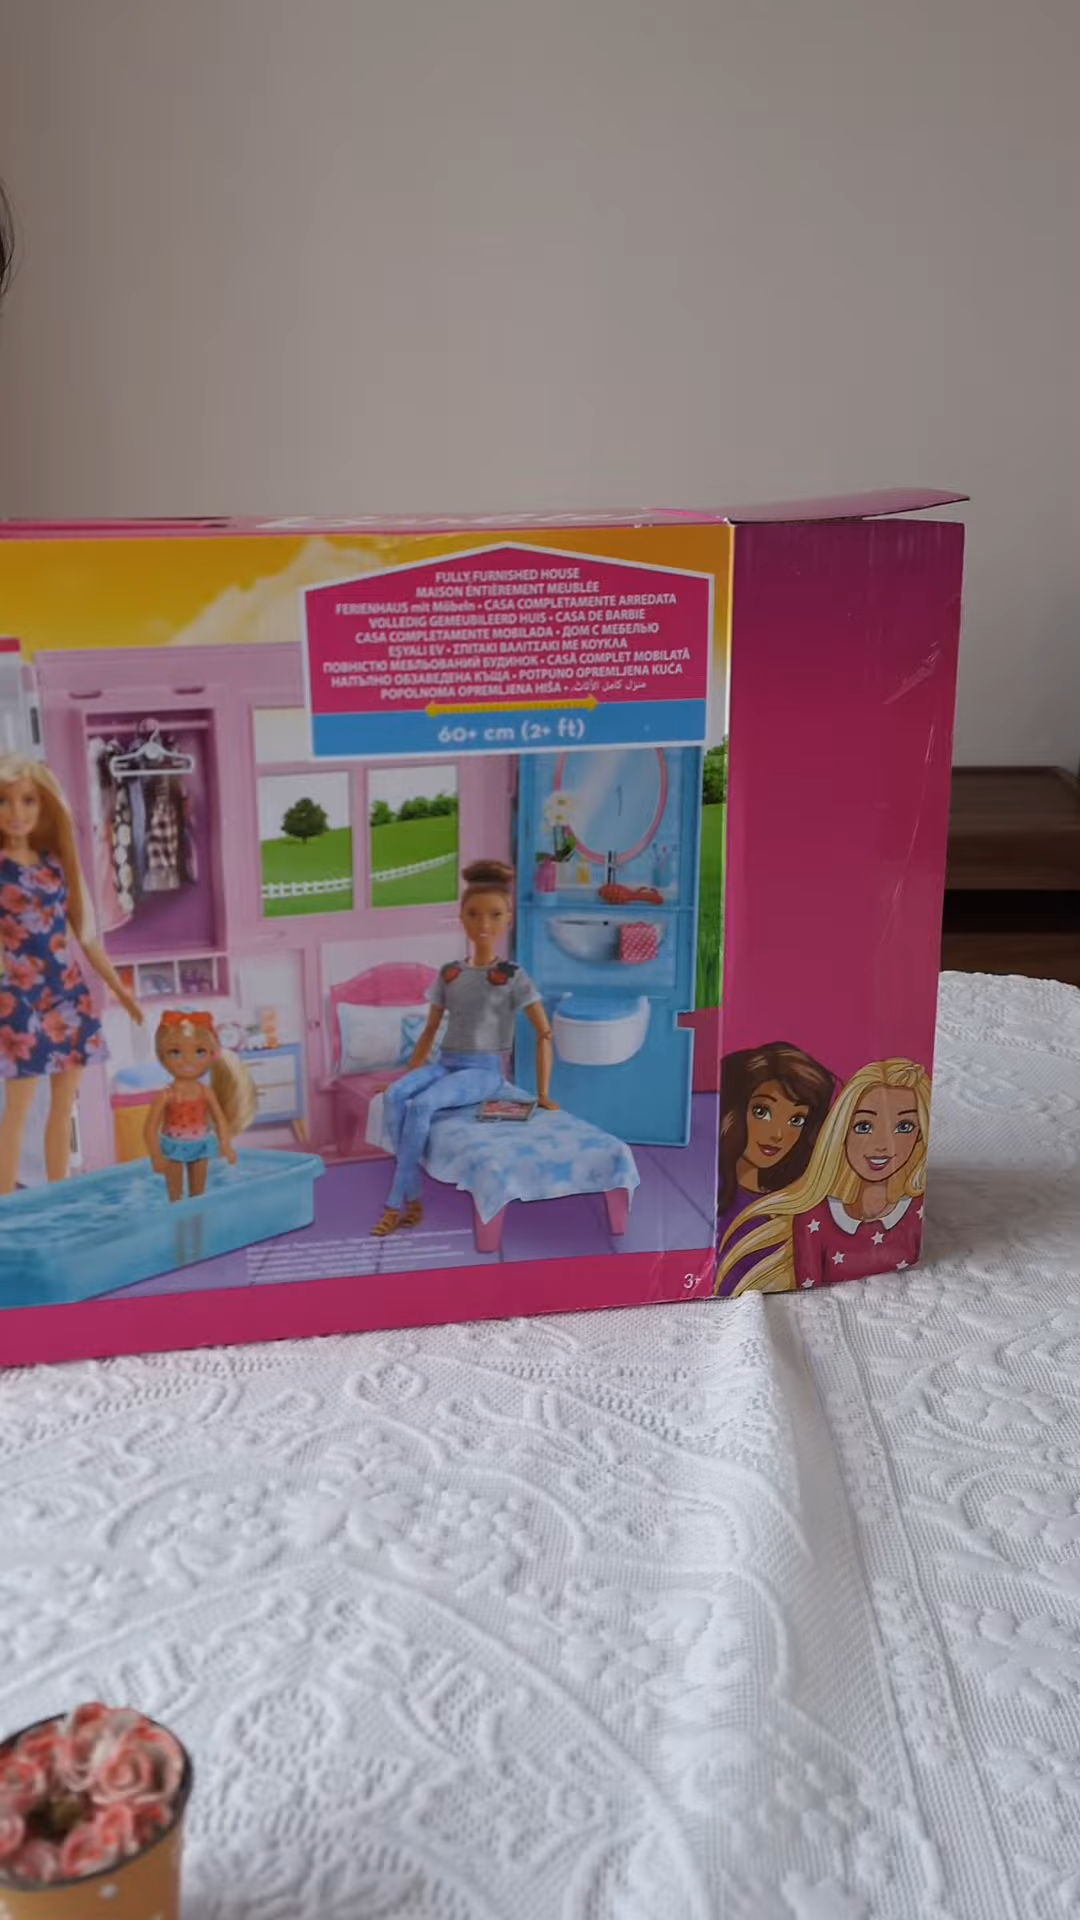 FULLY FURNISHED HOUSE
MAISON ENTIÈREMENT MEUBLÉE
FERIENHAUS mit Möbeln • CASA COMPLETAMENTE ARREDATA
VOLLEDIG GEMEUBILEERD HUIS • CASA DE BARBIE
CASA COMPLETAMENTE MOBILADA • ДОМ С МЕБЕЛЬЮ
EŞYALI EV • ΣΠΙΤΑΚΙ ΒΑΛΙΤΣΑΚΙ ΜΕ ΚΟΥΚΛΑ
ПОВНІСТЮ МЕБЛЬОВАНИЙ БУДИНОК • CASĂ COMPLET MOBILATĂ
НАПЪЛНО ОБЗАВЕДЕНА КЪЩА • POTPUNO OPREMLJENA KUĆA
POPOLNOMA OPREMLJENA HIŠA • منزل كامل الأثاث.
60+ cm (2+ ft)
3+